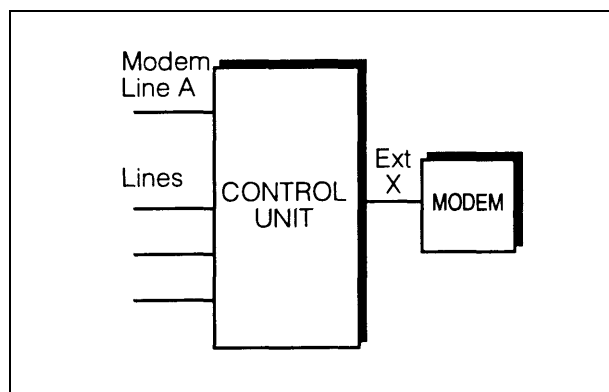 Modem
Line A
Lines
CONTROL
UNIT
Ext
X
MODEM